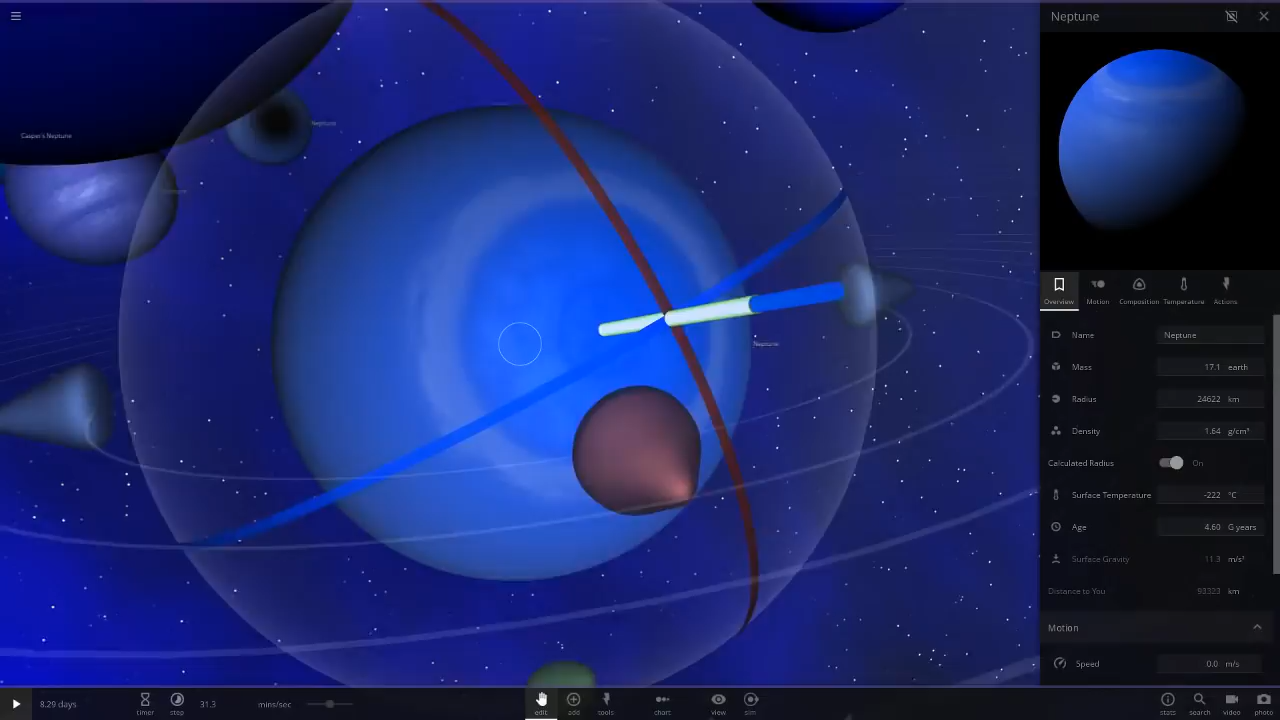 Neptune
Casper's Neptune
Neptune
Neptune
Overview
Motion
Composition
Temperature
Actions
Name Neptune
Mass 17.1 earth
Radius 24622 km
Density 1.64 g/cm³
Calculated Radius On
Surface Temperature -222 °C
Age 4.60 G years
Surface Gravity 11.3 m/s²
Distance to You 93323 km
Motion
Speed 0.0 m/s
8.29 days
timer
step
31.3 mins/sec
edit
add
tools
chart
view
sim
stats
search
video
photo